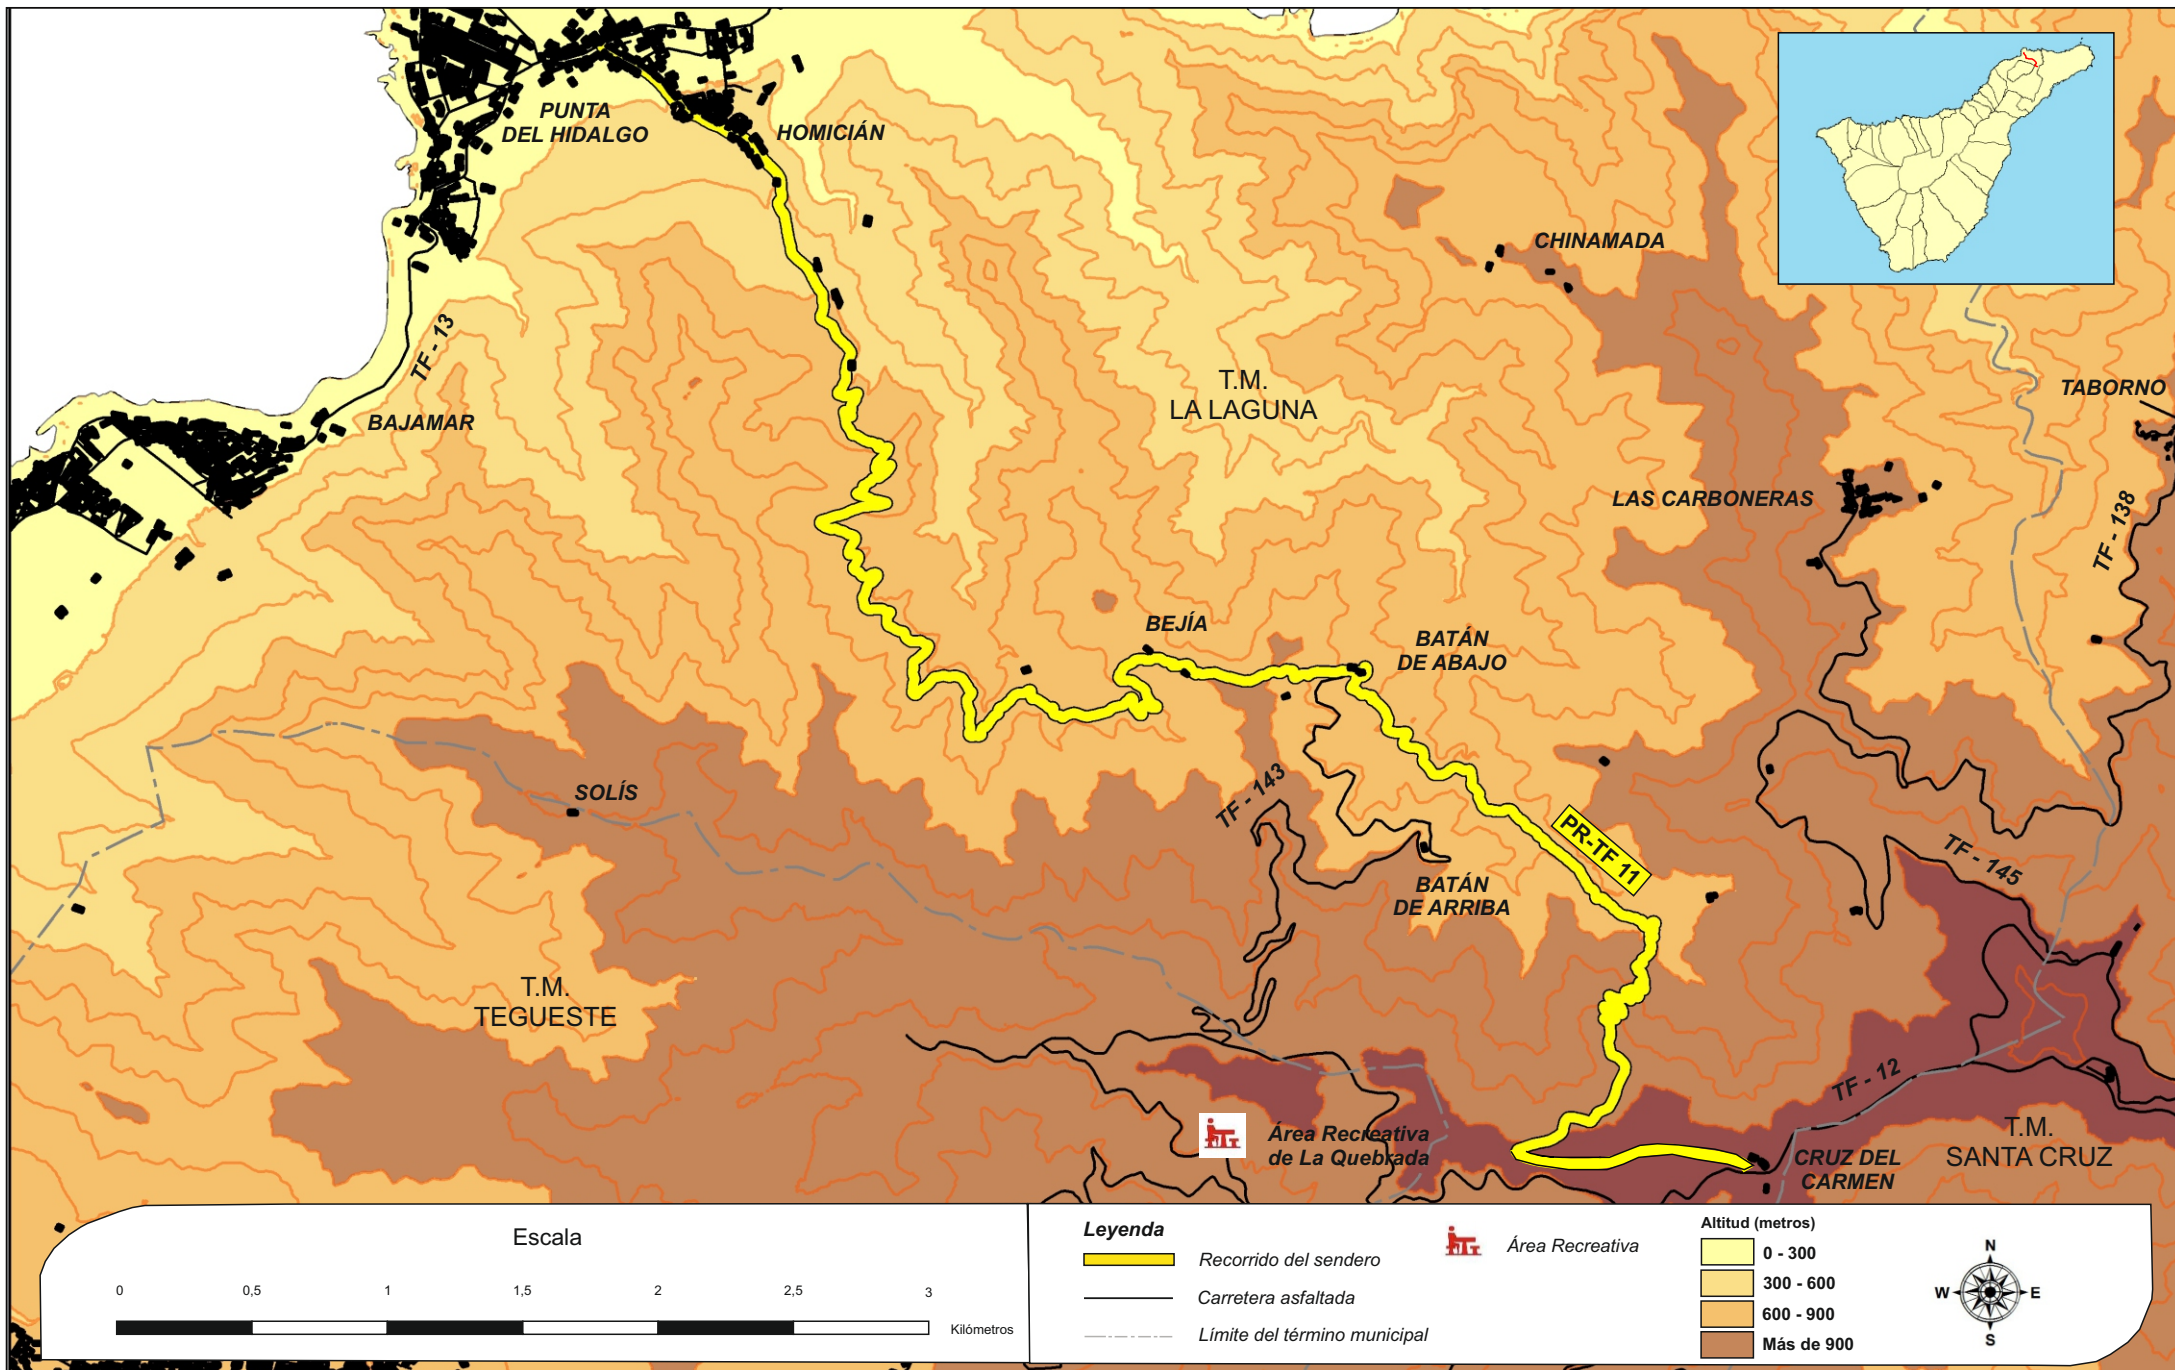 PUNTA
DEL HIDALGO
HOMICIÁN
CHINAMADA
TF - 13
BAJAMAR
T.M.
LA LAGUNA
TABORNO
LAS CARBONERAS
TF - 138
BEJÍA
BATÁN
DE ABAJO
SOLÍS
TF - 143
PR-TF 11
TF - 145
BATÁN
DE ARRIBA
T.M.
TEGUESTE
TF - 12
Área Recreativa
de La Quebrada
CRUZ DEL
CARMEN
T.M.
SANTA CRUZ
Escala
0 0,5 1 1,5 2 2,5 3
Kilómetros
Leyenda
Recorrido del sendero
Carretera asfaltada
Límite del término municipal
Área Recreativa
Altitud (metros)
0 - 300
300 - 600
600 - 900
Más de 900
N
W E
S